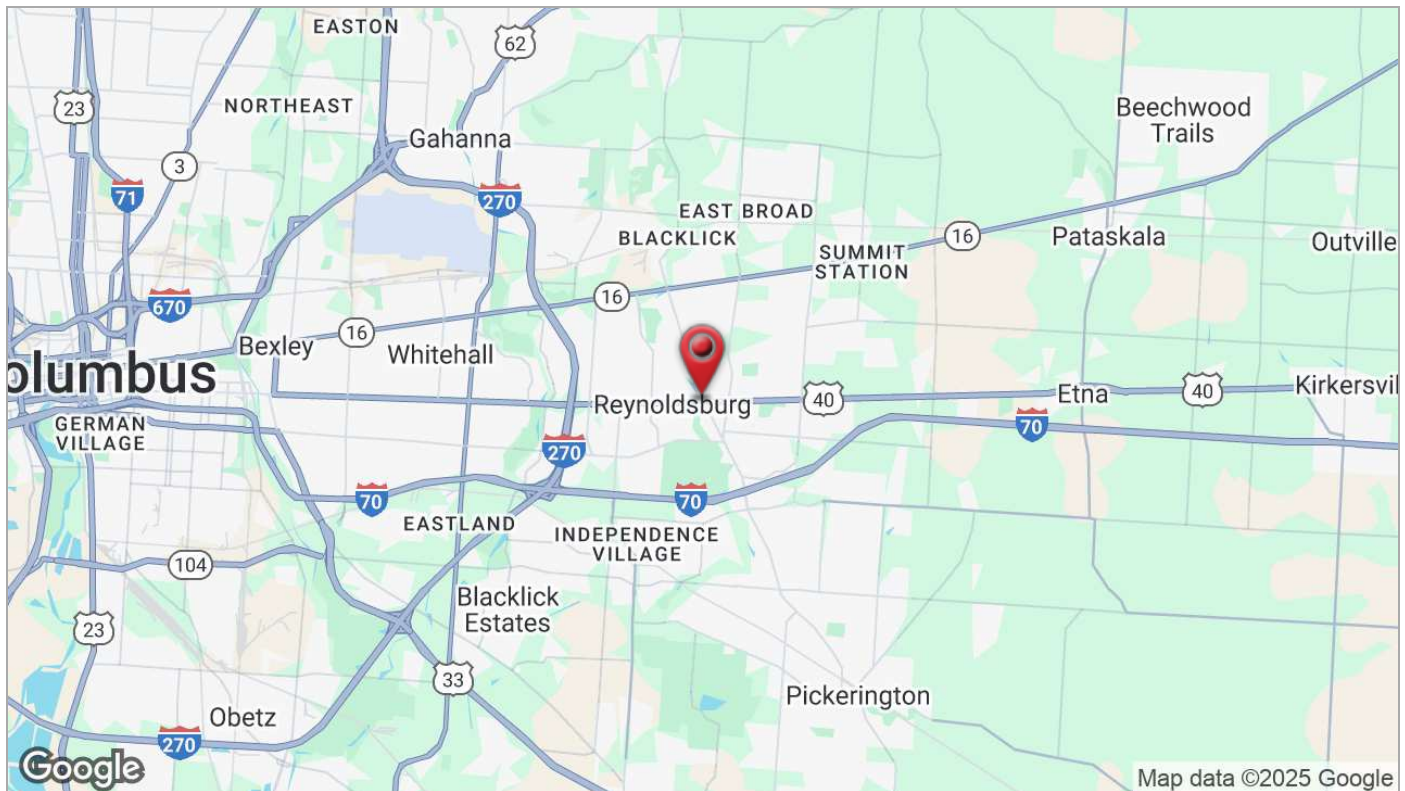 EASTON
62
23
NORTHEAST
Beechwood
Trails
Gahanna
3
71
270
EAST BROAD
BLACKLICK
16
Pataskala
Outville
SUMMIT
STATION
16
670
16
Bexley
Whitehall
olumbus
Reynoldsburg
40
Etna
40
Kirkersvil
GERMAN
VILLAGE
270
70
70
70
EASTLAND
INDEPENDENCE
VILLAGE
104
Blacklick
Estates
23
33
Pickerington
Obetz
270
Google
Map data ©2025 Google